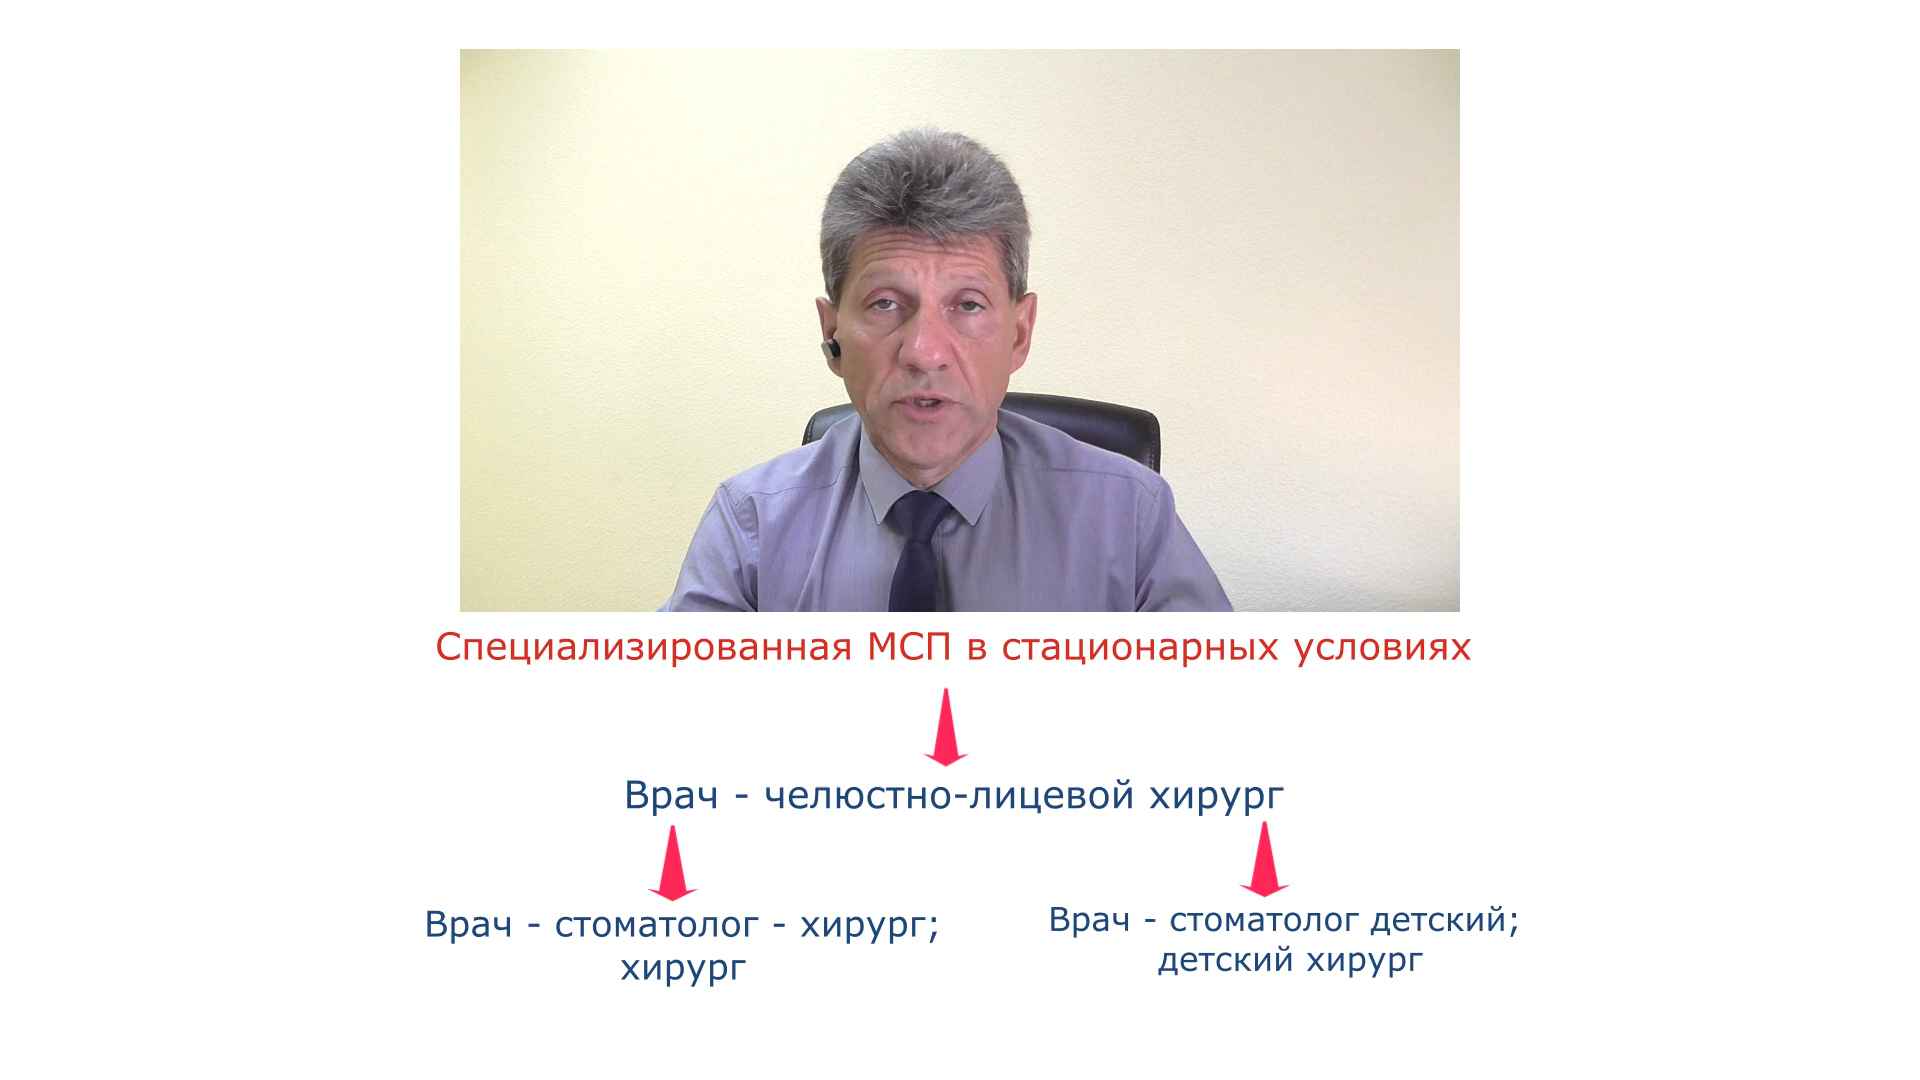 Специализированная МСП в стационарных условиях
Врач - челюстно-лицевой хирург
Врач - стоматолог - хирург;
хирург
Врач - стоматолог детский;
детский хирург